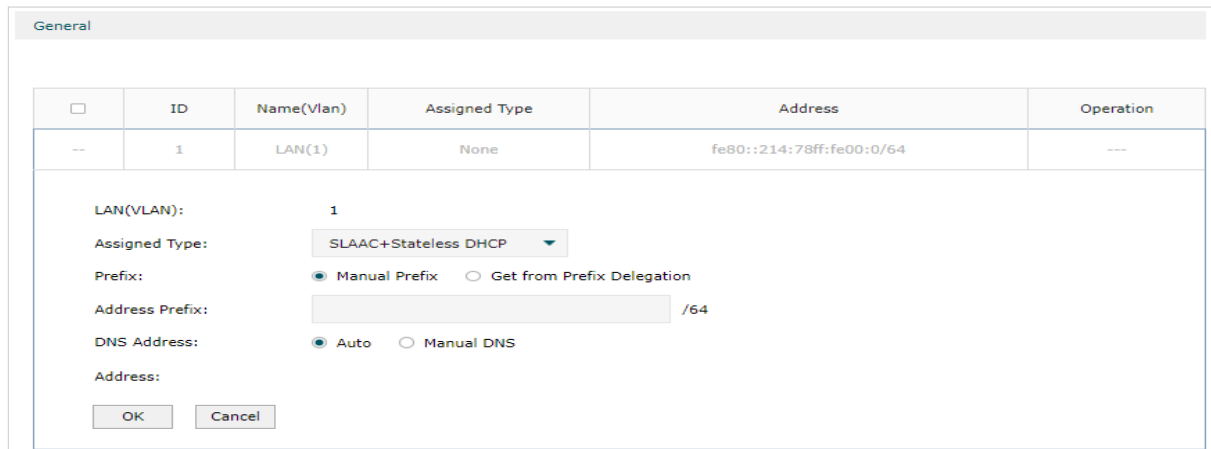 General
ID Name(Vlan) Assigned Type Address Operation
-- 1 LAN(1) None fe80::214:78ff:fe00:0/64 ---
LAN(VLAN): 1
Assigned Type: SLAAC+Stateless DHCP
Prefix: Manual Prefix Get from Prefix Delegation
Address Prefix: /64
DNS Address: Auto Manual DNS
Address:
OK Cancel